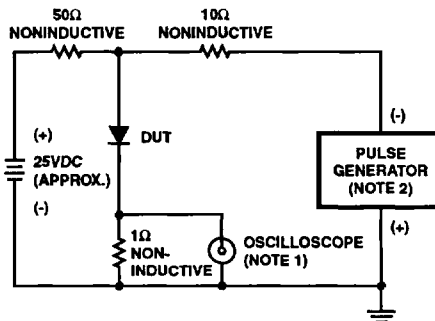 50Ω
NONINDUCTIVE
10Ω
NONINDUCTIVE
(+)
25VDC
(APPROX.)
(-)
DUT
(-)
PULSE
GENERATOR
(NOTE 2)
(+)
1Ω
NON-
INDUCTIVE
OSCILLOSCOPE
(NOTE 1)